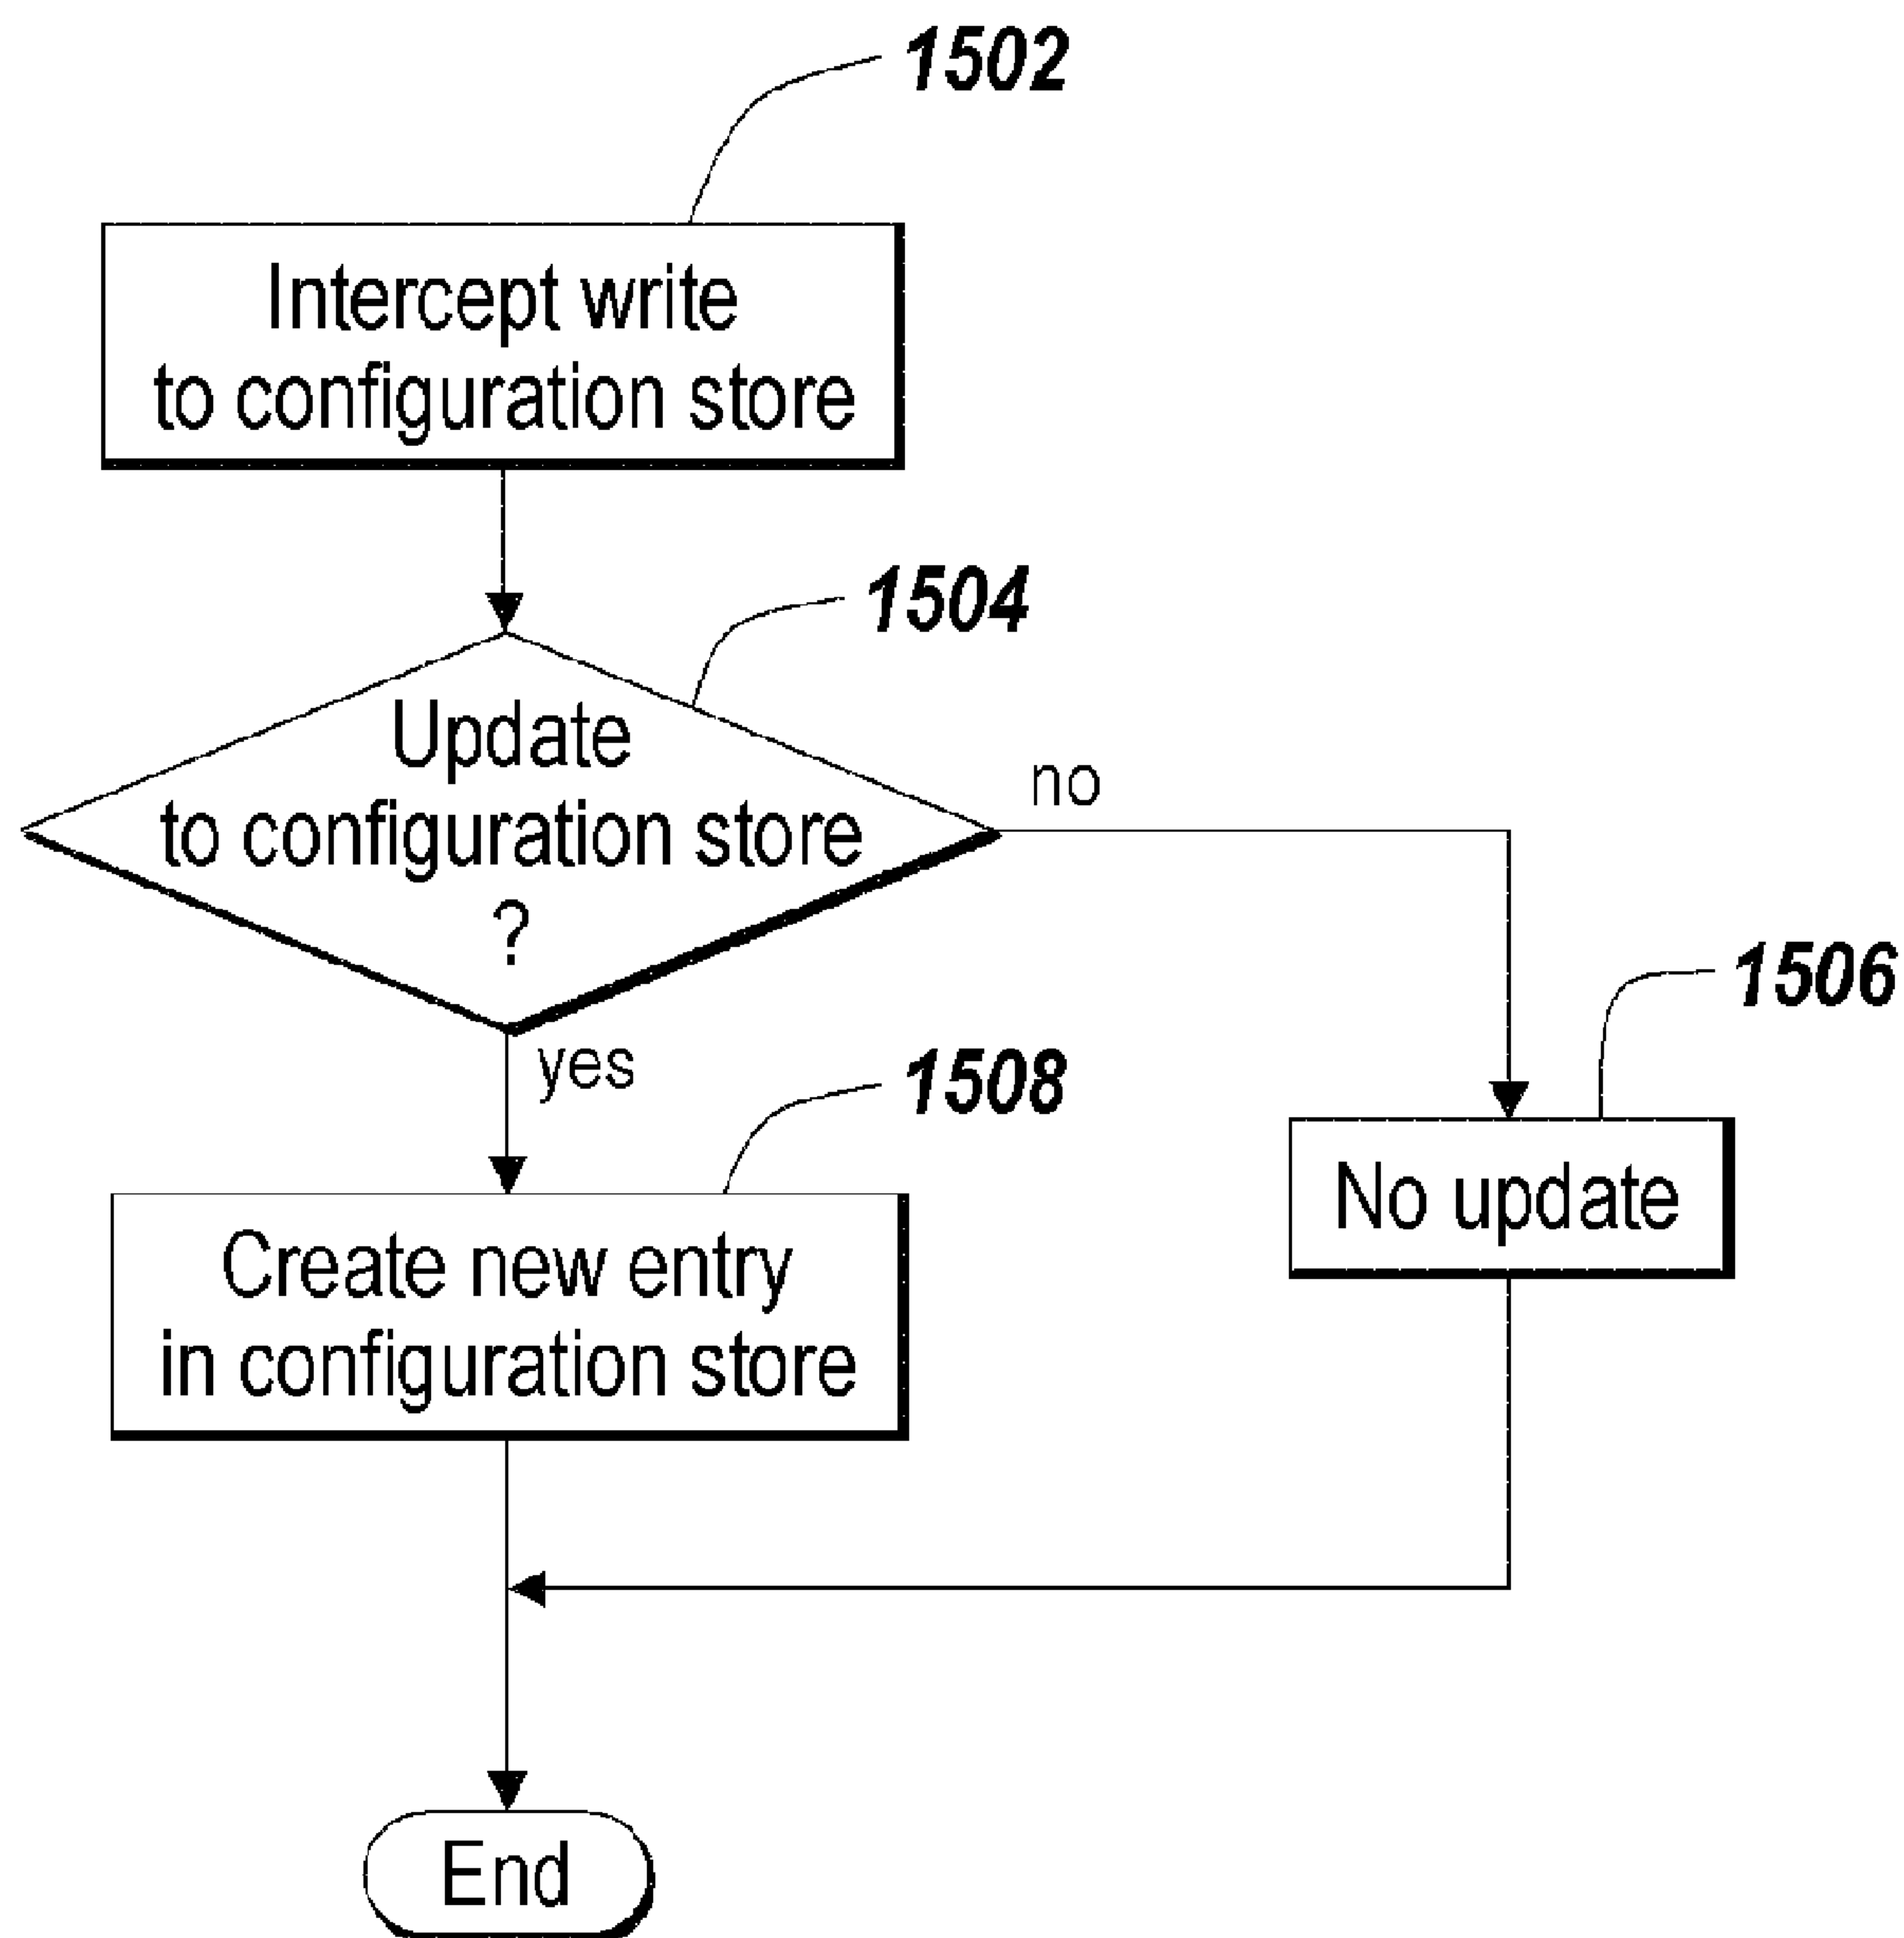 1502
Intercept write
to configuration store
1504
Update
to configuration store
?
no
1506
yes
1508
No update
Create new entry
in configuration store
End